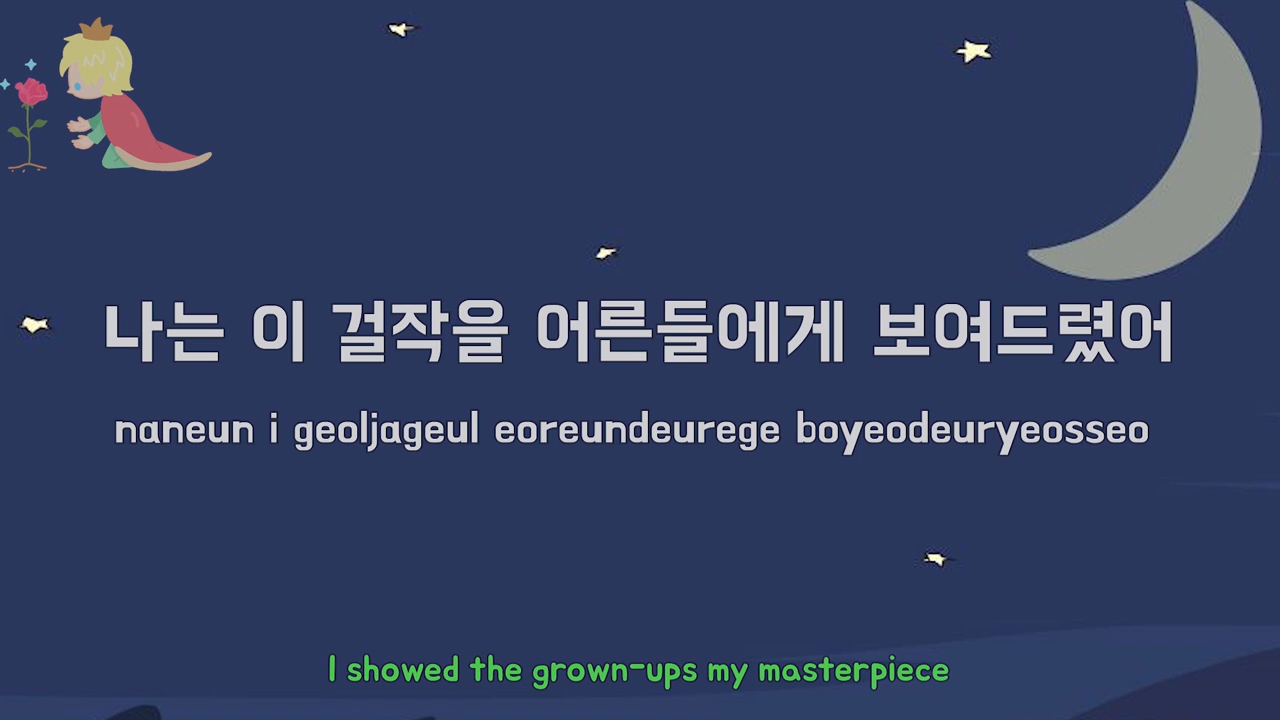 나는 이 걸작을 어른들에게 보여드렸어
naneun i geoljageul eoreundeurege boyeodeuryeosseo
I showed the grown-ups my masterpiece